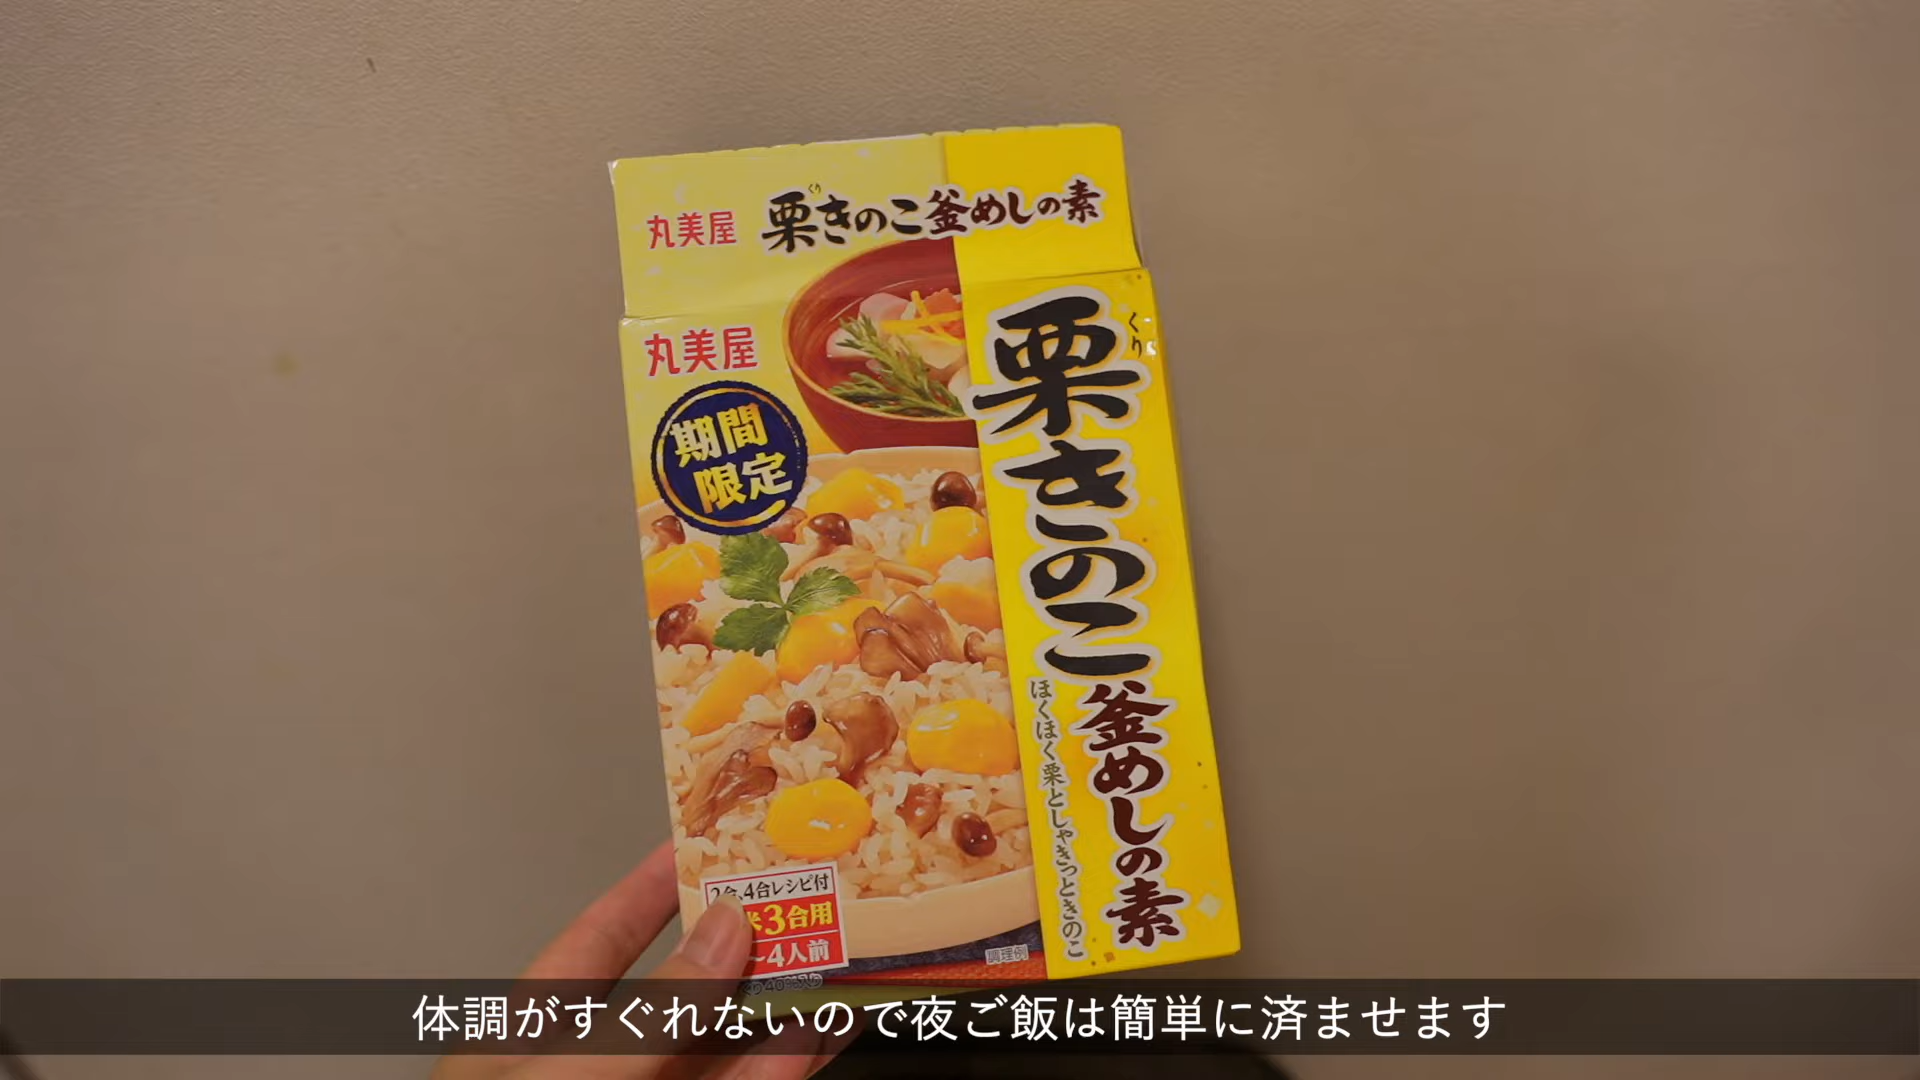 丸美屋
栗きのこ釜めしの素
くり
丸美屋
期間
限定
栗きのこ釜めしの素
くり
ほくほく栗としゃきっときのこ
4合レシピ付
米3合用
~4人前
調理例
体調がすぐれないので夜ご飯は簡単に済ませます